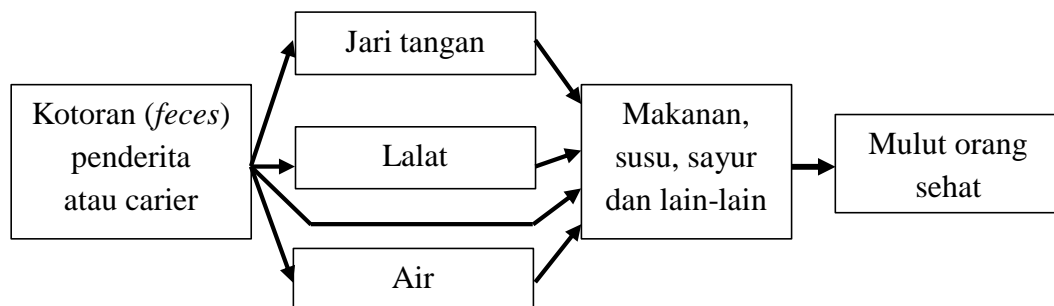 Kotoran (feces)
penderita
atau carier
Jari tangan
Lalat
Air
Makanan,
susu, sayur
dan lain-lain
Mulut orang
sehat